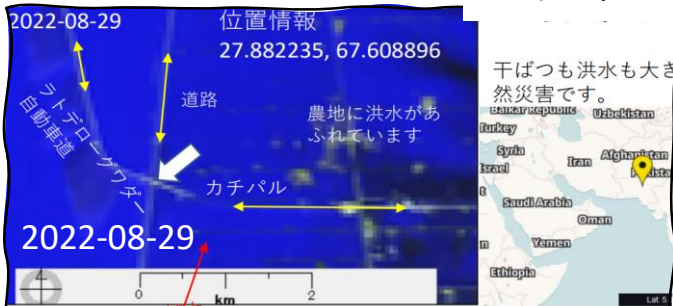 2022-08-29
位置情報
27.882235, 67.608896
ラトデローグワダー
自動車道
道路
農地に洪水があ
ふれています
カチパル
2022-08-29
0
km
2
干ばつも洪水も大き
然災害です。
Uzbekistan
Turkey
Syria
Israel
Iran
Afghanistan
Saudi Arabia
Oman
Yemen
Ethiopia
Lat 5